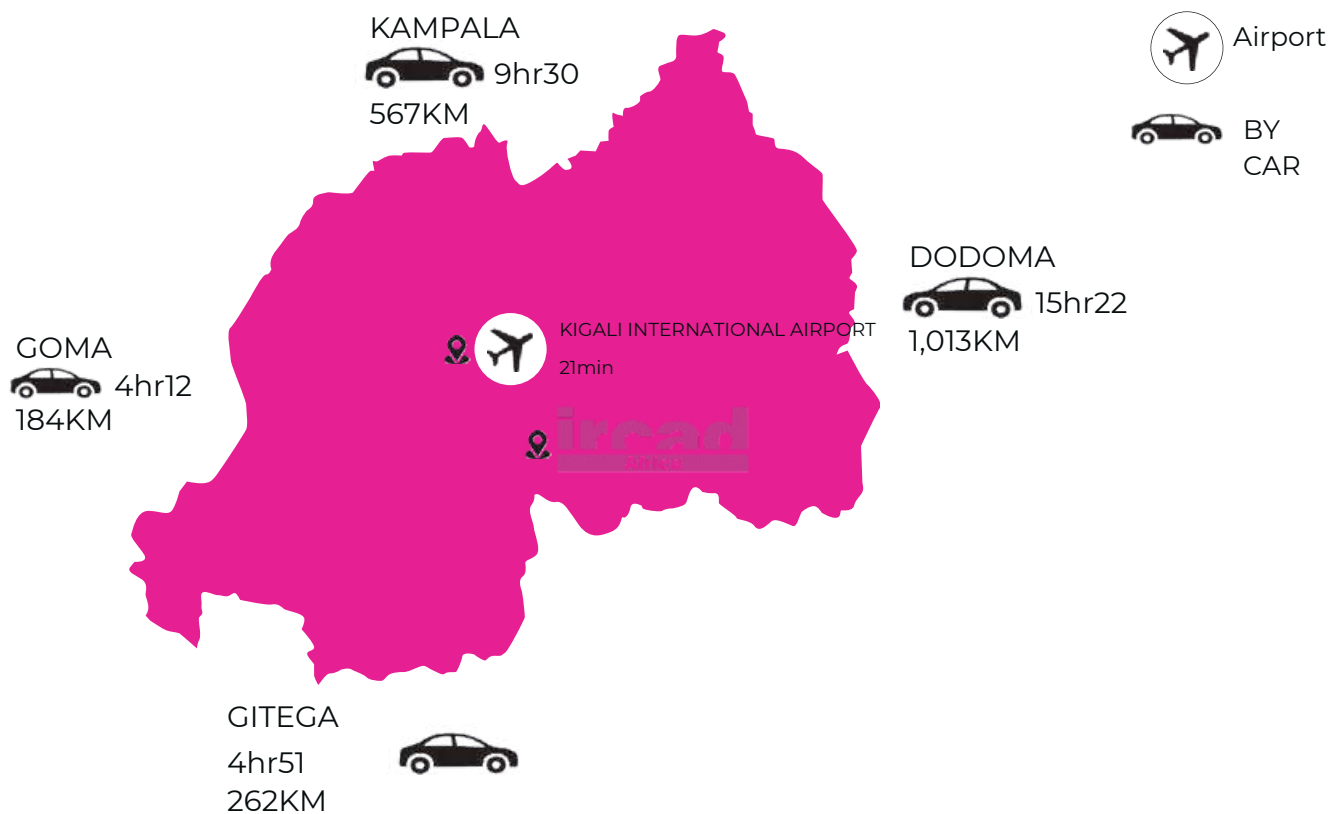 KAMPALA
9hr30
567KM
Airport
BY
CAR
DODOMA
15hr22
1,013KM
GOMA
4hr12
184KM
KIGALI INTERNATIONAL AIRPORT
21min
ircad
GITEGA
4hr51
262KM